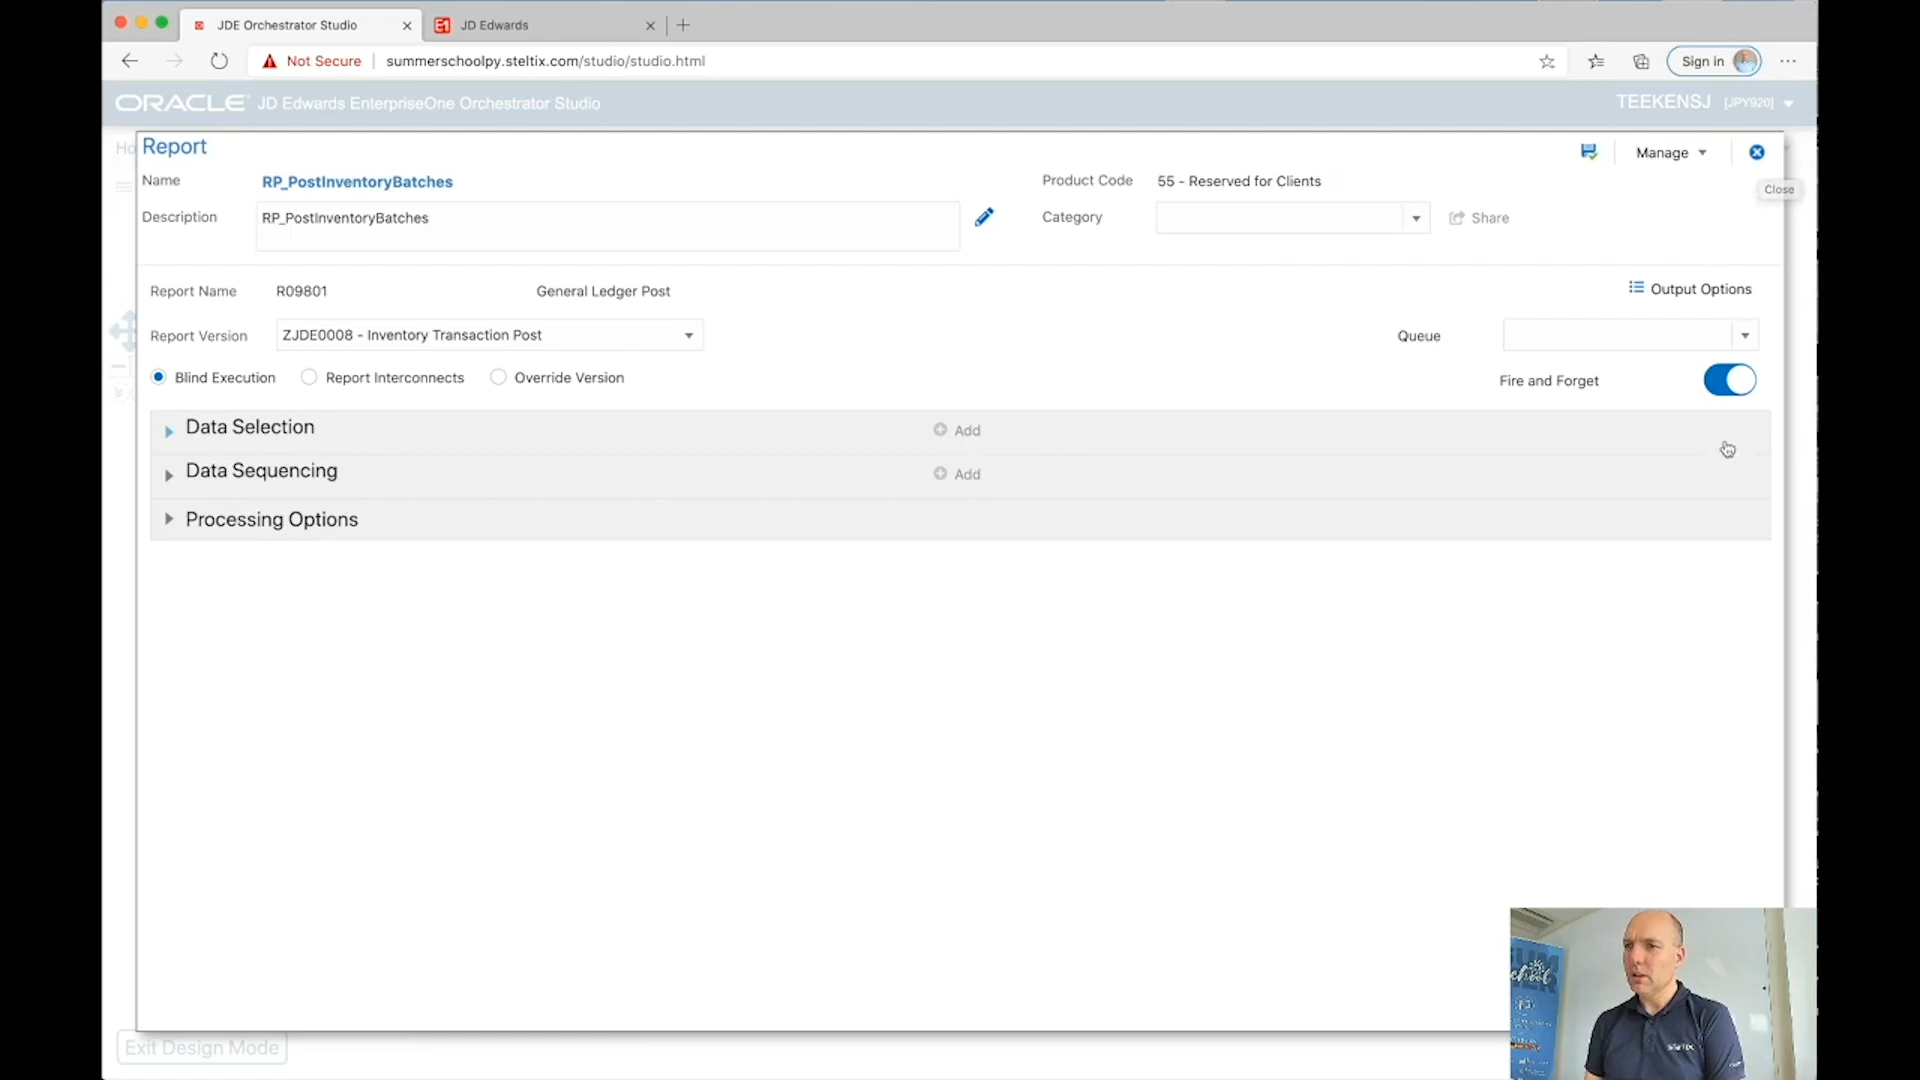 JDE Orchestrator Studio
JD Edwards
Not Secure
summerschoolpy.steltix.com/studio/studio.html
Sign in
ORACLE JD Edwards EnterpriseOne Orchestrator Studio
TEEKENSJ [JPY920]
Ho
Report
Manage
Close
Name
RP_PostInventoryBatches
Product Code
55 - Reserved for Clients
Description
RP_PostInventoryBatches
Category
Share
Report Name
R09801
General Ledger Post
Output Options
Report Version
ZJDE0008 - Inventory Transaction Post
Queue
Blind Execution
Report Interconnects
Override Version
Fire and Forget
Data Selection
Add
Data Sequencing
Add
Processing Options
Exit Design Mode
school